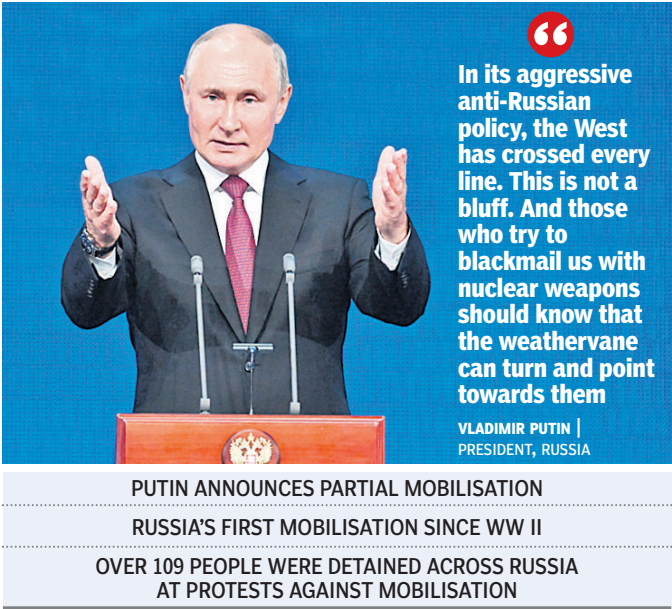 “
In its aggressive
anti-Russian
policy, the West
has crossed every
line. This is not a
bluff. And those
who try to
blackmail us with
nuclear weapons
should know that
the weathervane
can turn and point
towards them
VLADIMIR PUTIN |
PRESIDENT, RUSSIA
PUTIN ANNOUNCES PARTIAL MOBILISATION
RUSSIA'S FIRST MOBILISATION SINCE WW II
OVER 109 PEOPLE WERE DETAINED ACROSS RUSSIA
AT PROTESTS AGAINST MOBILISATION